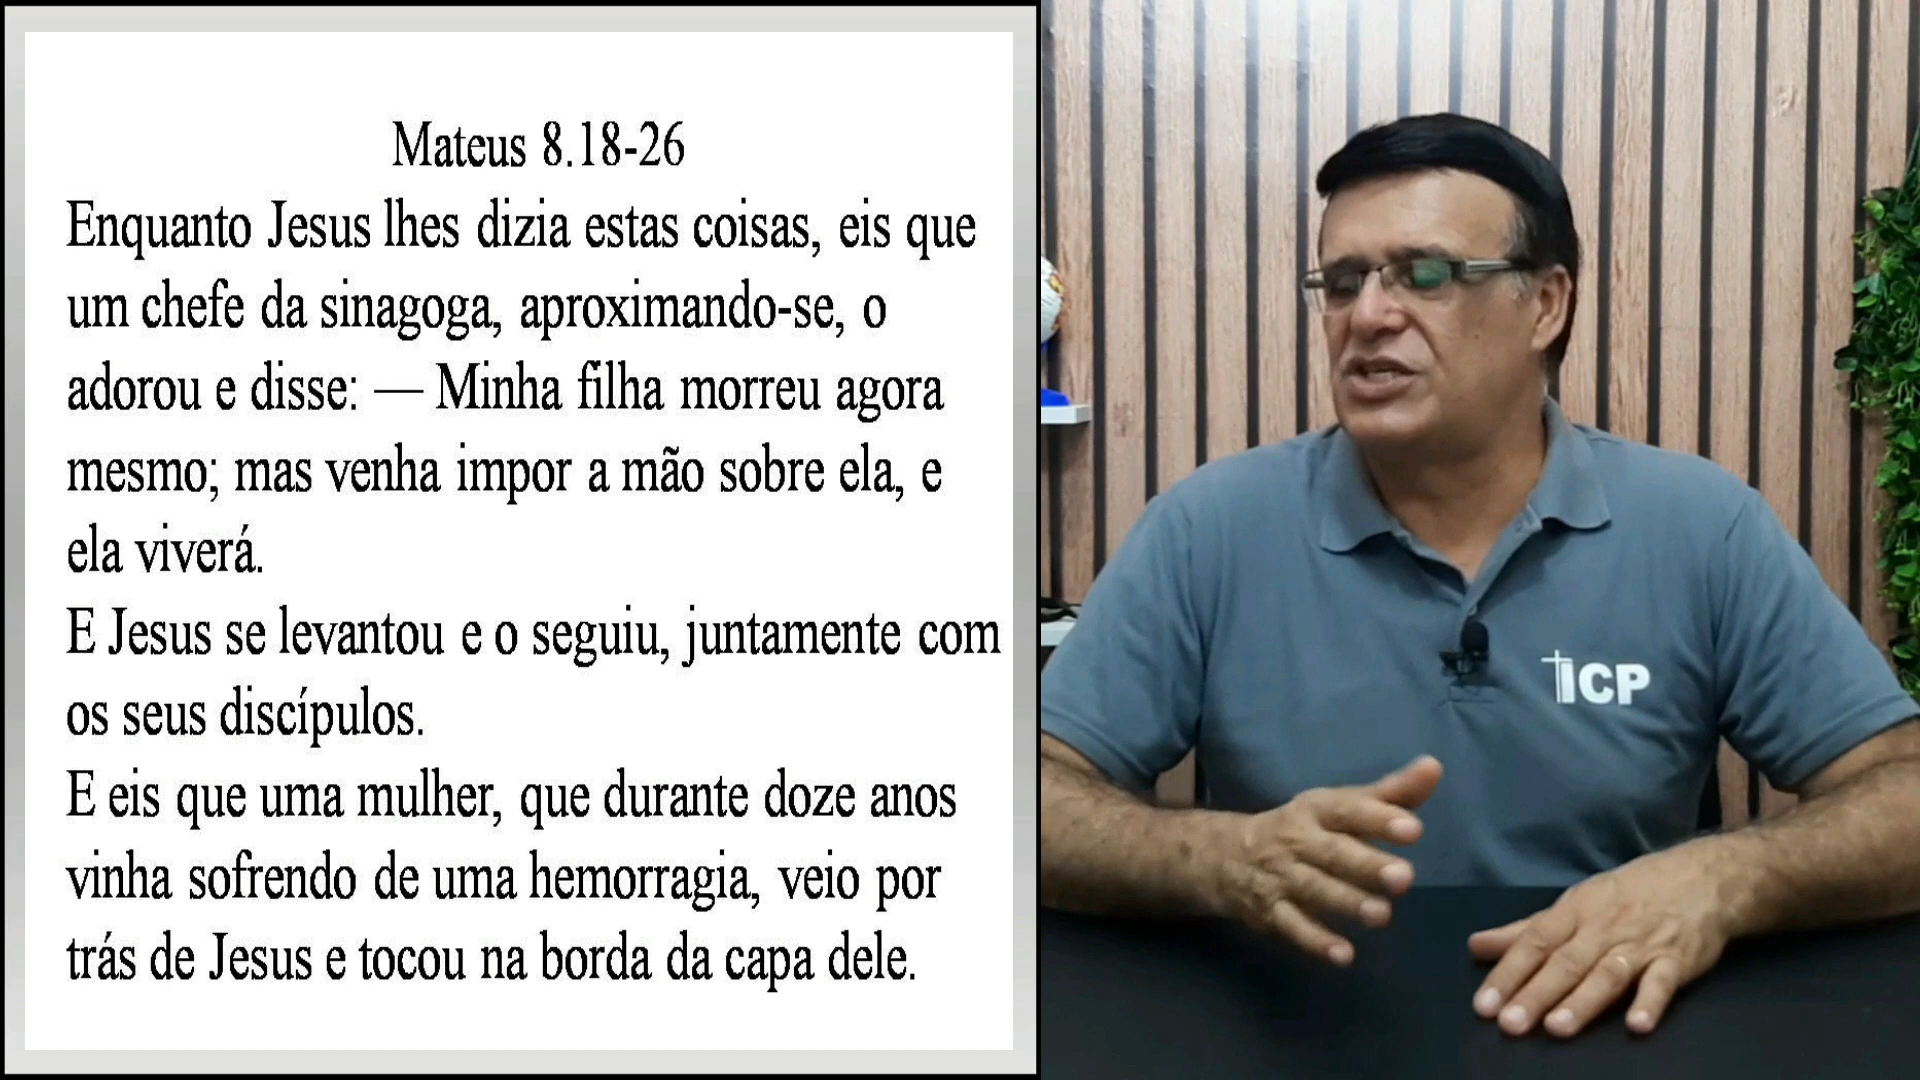 Mateus 8.18-26
Enquanto Jesus lhes dizia estas coisas, eis que
um chefe da sinagoga, aproximando-se, o
adorou e disse: — Minha filha morreu agora
mesmo; mas venha impor a mão sobre ela, e
ela viverá.
E Jesus se levantou e o seguiu, juntamente com
os seus discípulos.
E eis que uma mulher, que durante doze anos
vinha sofrendo de uma hemorragia, veio por
trás de Jesus e tocou na borda da capa dele.
ICP